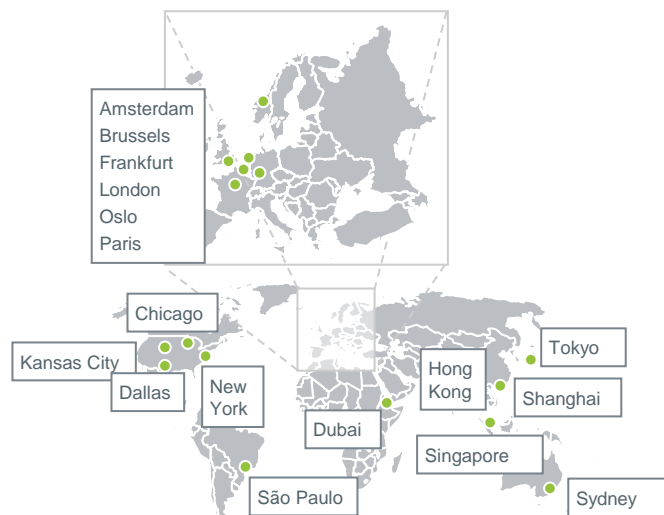 Amsterdam
Brussels
Frankfurt
London
Oslo
Paris
Chicago
Kansas City
Dallas
New
York
Dubai
São Paulo
Hong
Kong
Tokyo
Shanghai
Singapore
Sydney